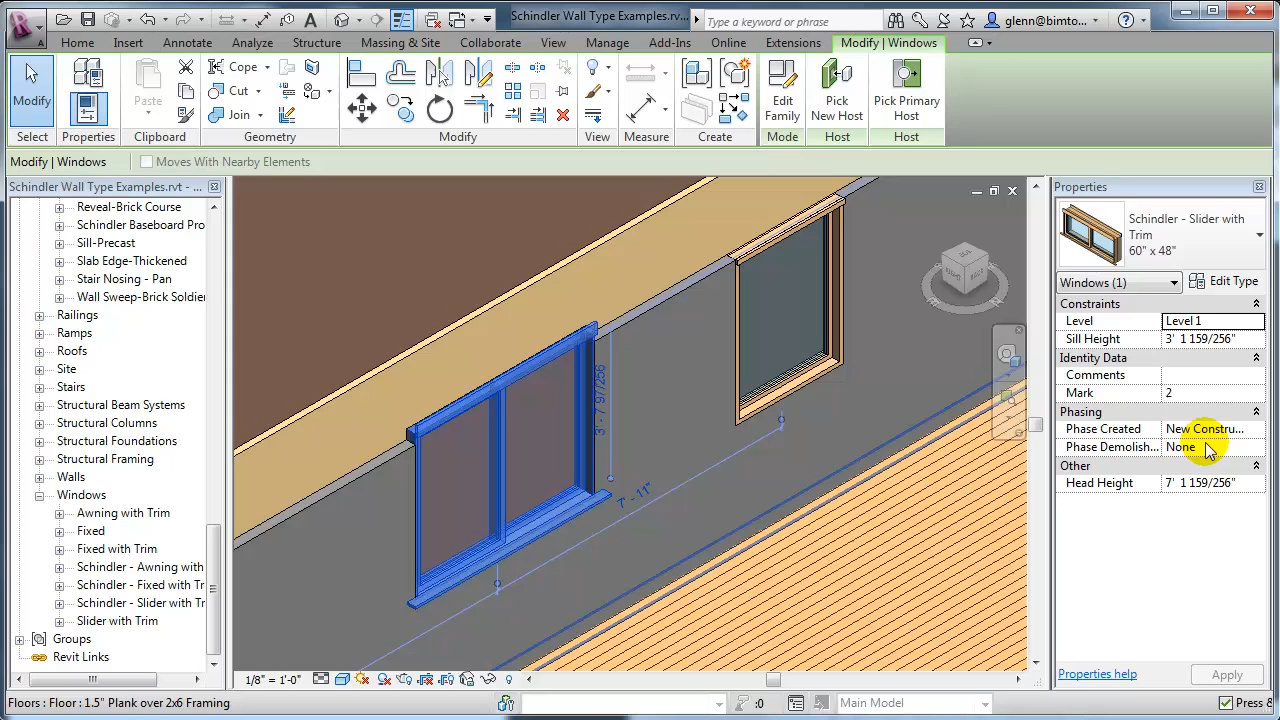 Schindler Wall Type Examples.rvt...
Type a keyword or phrase
glenn@bimto...
Home Insert Annotate Analyze Structure Massing & Site Collaborate View Manage Add-Ins Online Extensions Modify | Windows
Modify
Select
Properties
Paste
Clipboard
Cope
Cut
Join
Geometry
Modify
View
Measure
Create
Edit
Family
Mode
Pick
New Host
Host
Pick Primary
Host
Host
Modify | Windows
Moves With Nearby Elements
Schindler Wall Type Examples.rvt - ...
Reveal-Brick Course
Schindler Baseboard Pro
Sill-Precast
Slab Edge-Thickened
Stair Nosing - Pan
Wall Sweep-Brick Soldier
Railings
Ramps
Roofs
Site
Stairs
Structural Beam Systems
Structural Columns
Structural Foundations
Structural Framing
Walls
Windows
Awning with Trim
Fixed
Fixed with Trim
Schindler - Awning with
Schindler - Fixed with Tr
Schindler - Slider with Tr
Slider with Trim
Groups
Revit Links
3' - 7 97/256
7' - 11"
Properties
Schindler - Slider with
Trim
60" x 48"
Windows (1)
Edit Type
Constraints
Level Level 1
Sill Height 3' 1 159/256"
Identity Data
Comments
Mark 2
Phasing
Phase Created New Constru...
Phase Demolish... None
Other
Head Height 7' 1 159/256"
Properties help
Apply
1/8" = 1'-0"
Floors : Floor : 1.5" Plank over 2x6 Framing
:0
Main Model
Press &